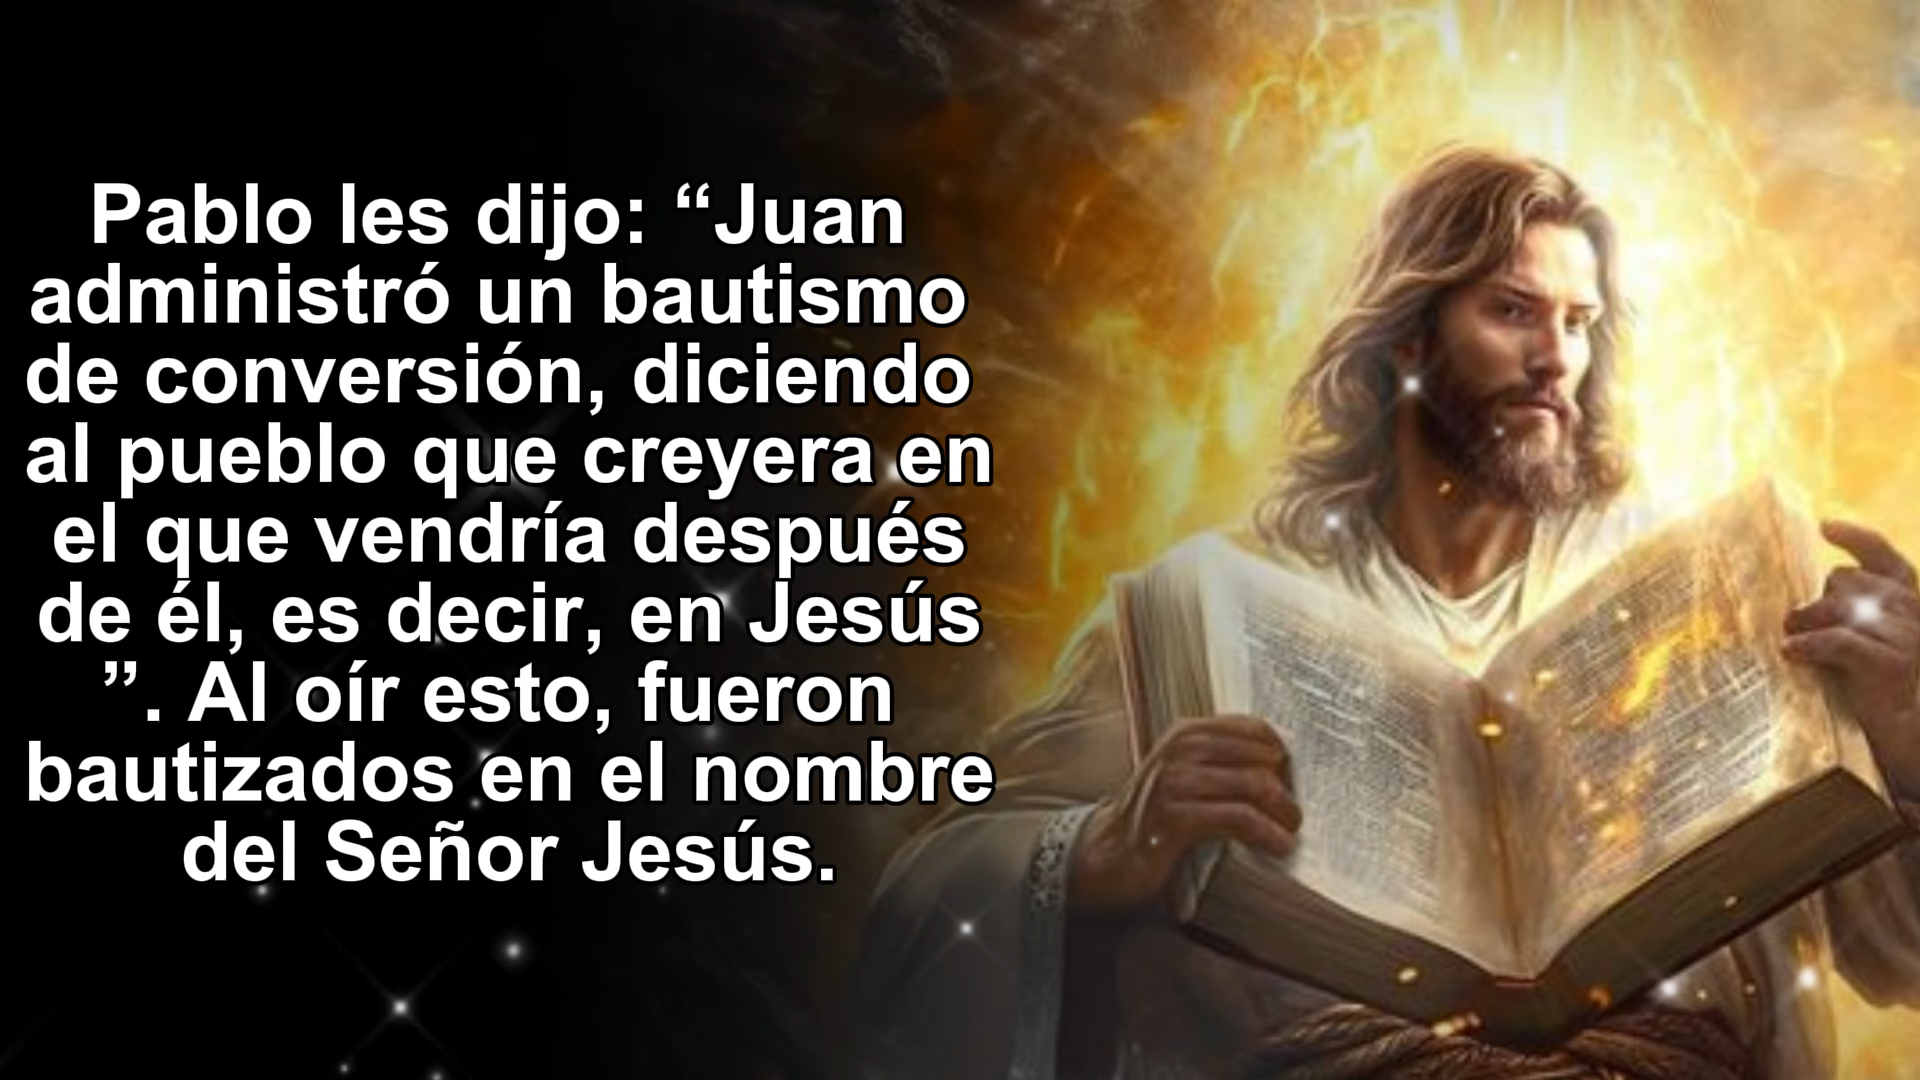 Pablo les dijo: “Juan
administró un bautismo
de conversión, diciendo
al pueblo que creyera en
el que vendría después
de él, es decir, en Jesús
”. Al oír esto, fueron
bautizados en el nombre
del Señor Jesús.